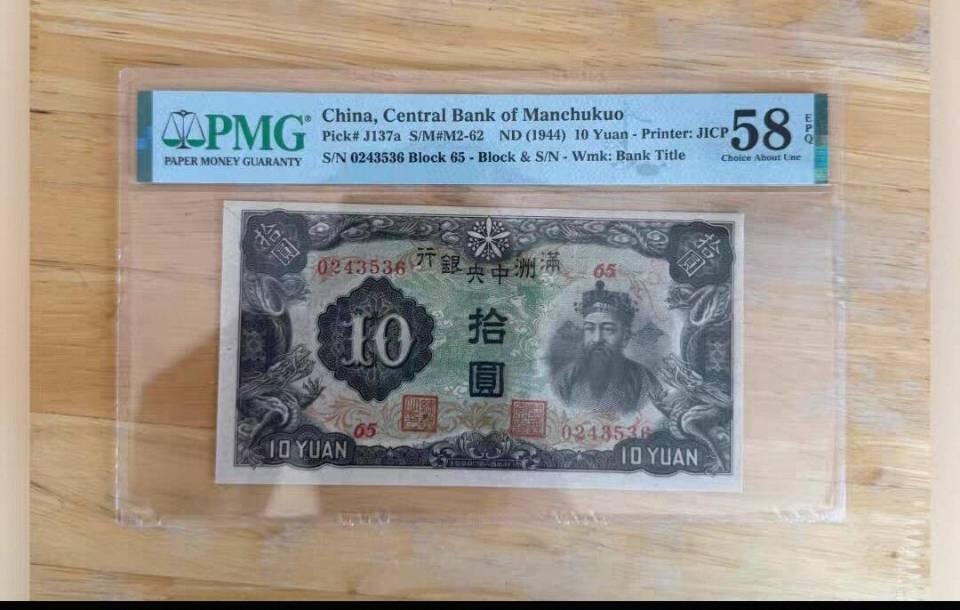 PMG®
PAPER MONEY GUARANTY
China, Central Bank of Manchukuo
Pick# J137a S/M#M2-62 ND (1944) 10 Yuan - Printer: JICP
S/N 0243536 Block 65 - Block & S/N - Wmk: Bank Title
58
EPQ
Choice About Unc
拾圓
拾圓
行銀央中洲滿
0243536
65
10
拾
圓
65
0243536
10 YUAN
10 YUAN